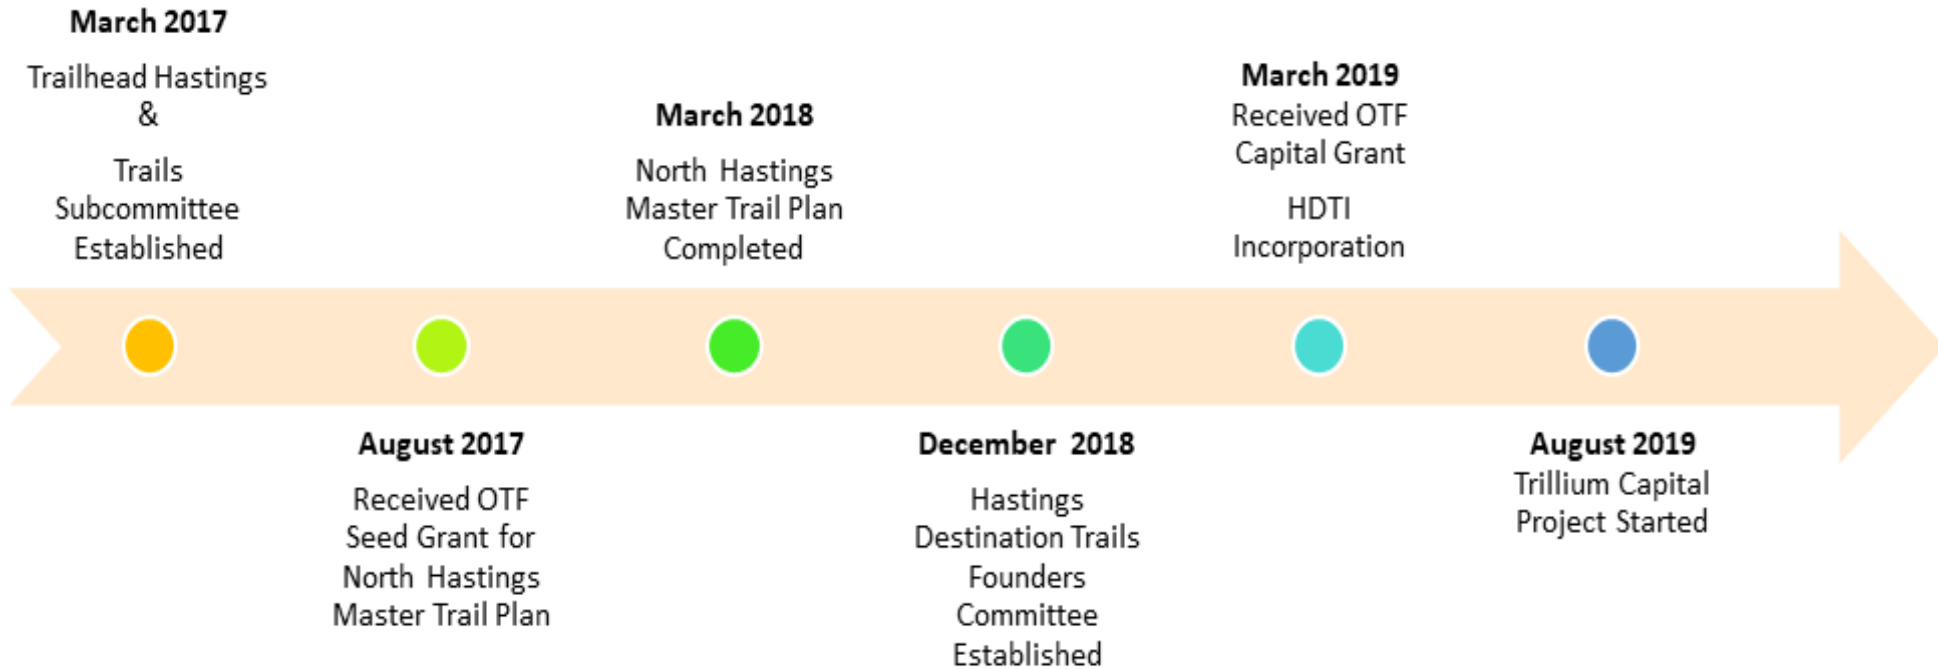 March 2017
Trailhead Hastings
&
Trails
Subcommittee
Established
August 2017
Received OTF
Seed Grant for
North Hastings
Master Trail Plan
March 2018
North Hastings
Master Trail Plan
Completed
December 2018
Hastings
Destination Trails
Founders
Committee
Established
March 2019
Received OTF
Capital Grant
HDTI
Incorporation
August 2019
Trillium Capital
Project Started